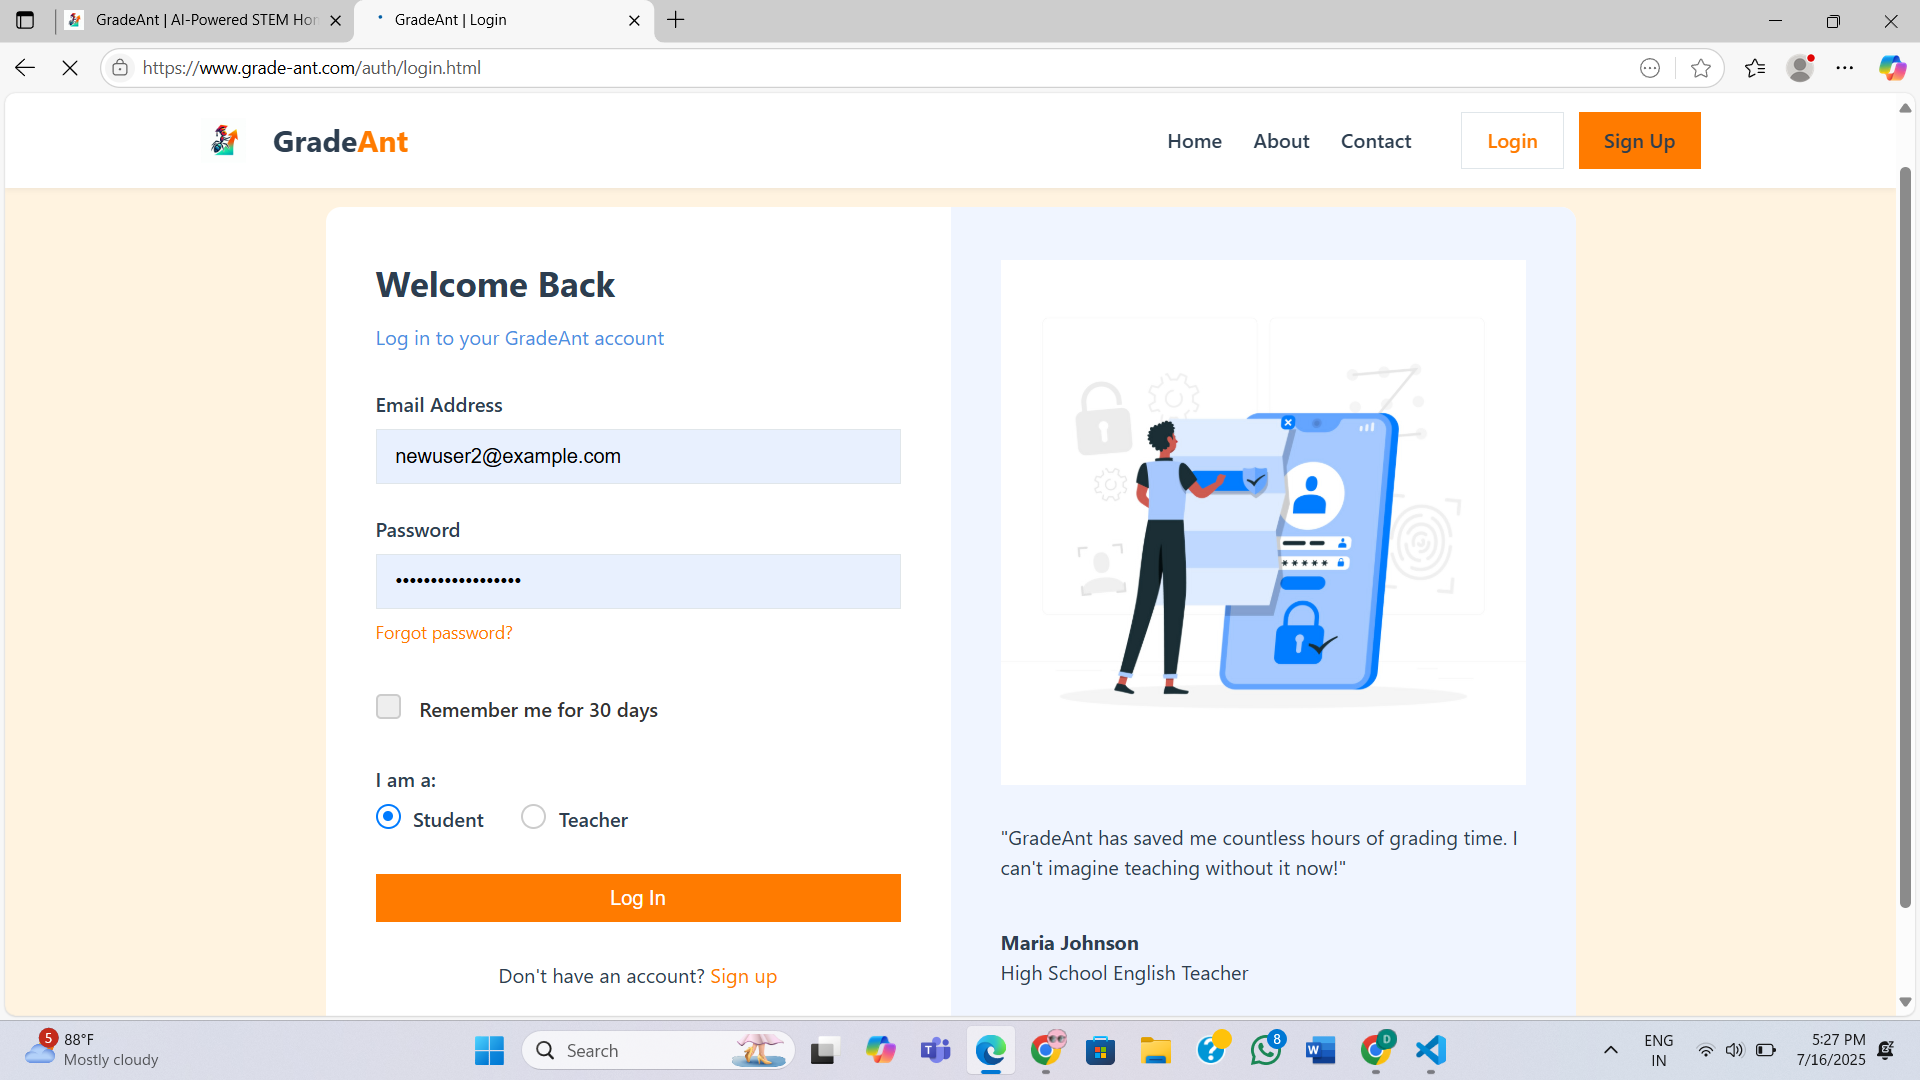 GradeAnt | AI-Powered STEM Hor
GradeAnt | Login
https://www.grade-ant.com/auth/login.html
GradeAnt
Home
About
Contact
Login
Sign Up
Welcome Back
Log in to your GradeAnt account
Email Address
newuser2@example.com
Password
••••••••••••••••••
Forgot password?
Remember me for 30 days
I am a:
Student
Teacher
Log In
Don't have an account? Sign up
"GradeAnt has saved me countless hours of grading time. I
can't imagine teaching without it now!"
Maria Johnson
High School English Teacher
5
88°F
Mostly cloudy
Search
8
D
ENG
IN
5:27 PM
7/16/2025